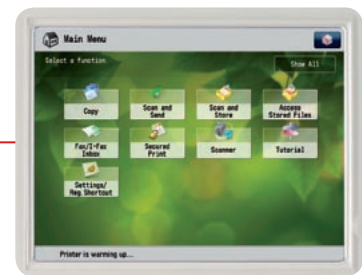 Main Menu
Select a function.
Show All
Copy
Scan and
Send
Scan and
Store
Access
Stored Files
Fax/I-Fax
Inbox
Secured
Print
Scanner
Tutorial
Settings/
Reg.Shortcut
Printer is warming up...